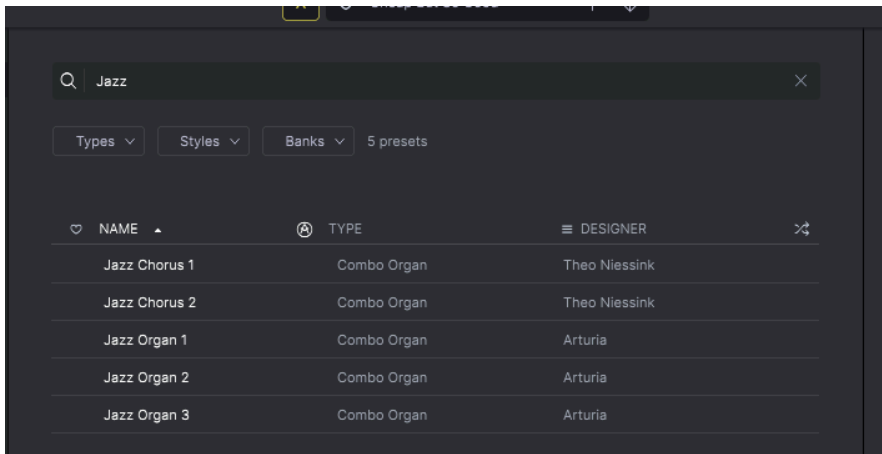 Jazz
Types Styles Banks 5 presets
NAME TYPE DESIGNER
Jazz Chorus 1 Combo Organ Theo Niessink
Jazz Chorus 2 Combo Organ Theo Niessink
Jazz Organ 1 Combo Organ Arturia
Jazz Organ 2 Combo Organ Arturia
Jazz Organ 3 Combo Organ Arturia